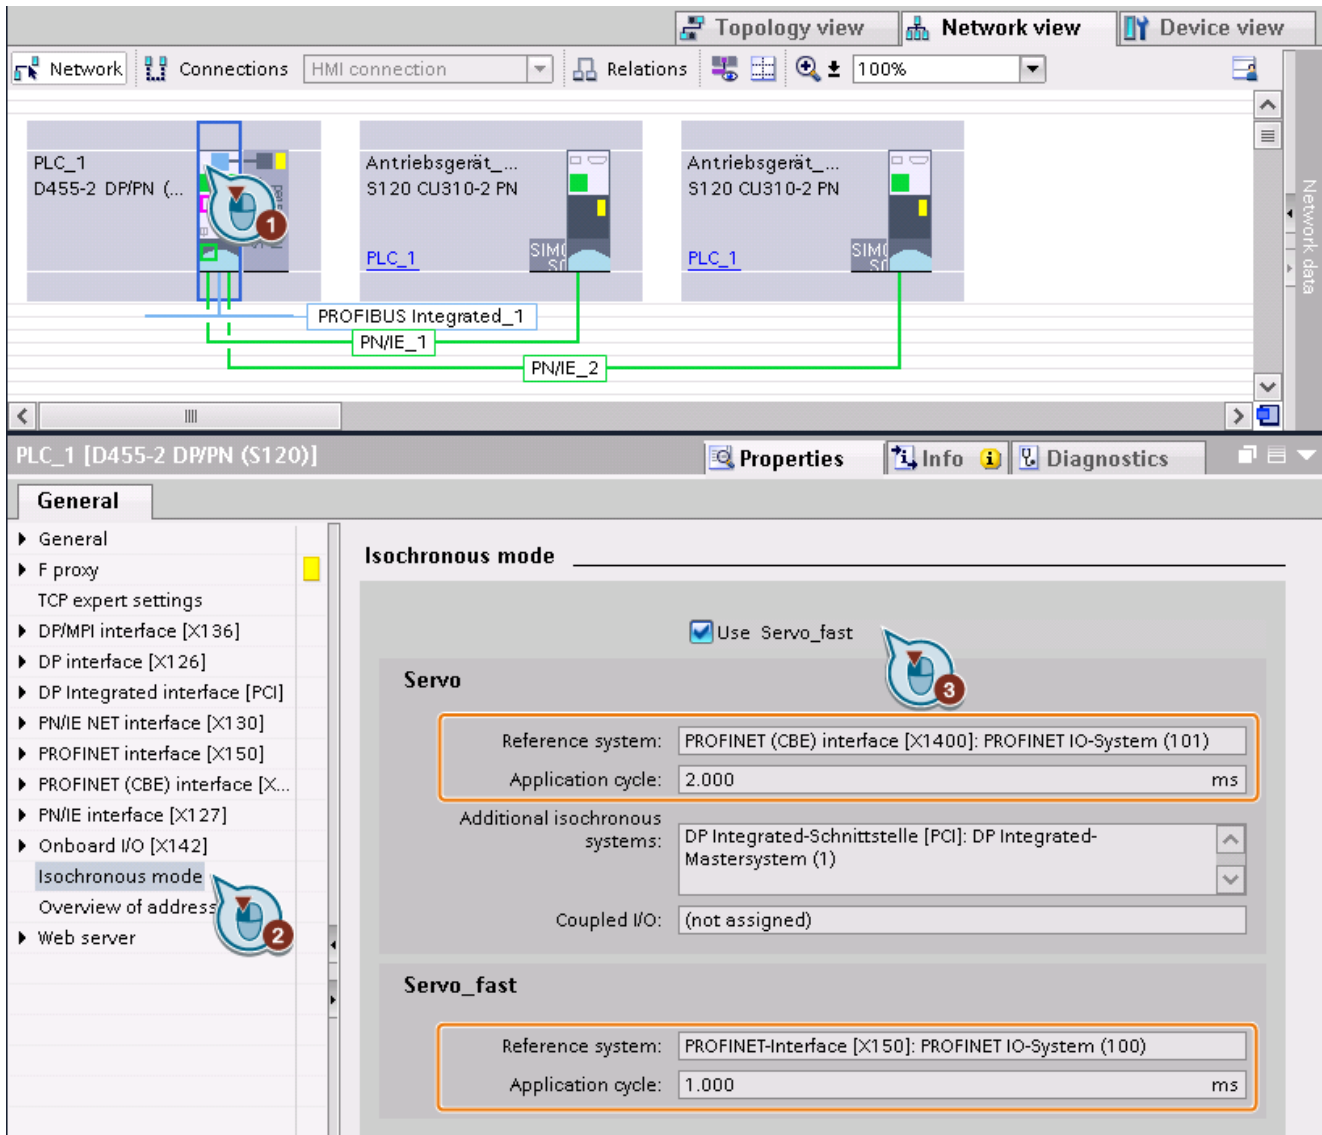 Topology view
Network view
Device view
Network
Connections
HMI connection
Relations
100%
PLC_1
D455-2 DP/PN (...
1
Antriebsgerät_...
S120 CU310-2 PN
PLC_1
Antriebsgerät_...
S120 CU310-2 PN
PLC_1
PROFIBUS Integrated_1
PN/IE_1
PN/IE_2
Network data
PLC_1 [D455-2 DP/PN (S120)]
Properties
Info
Diagnostics
General
General
F proxy
TCP expert settings
DP/MPI interface [X136]
DP interface [X126]
DP Integrated interface [PCI]
PN/IE NET interface [X130]
PROFINET interface [X150]
PROFINET (CBE) interface [X...
PN/IE interface [X127]
Onboard I/O [X142]
Isochronous mode
Overview of address
2
Web server
Isochronous mode
Use Servo_fast
3
Servo
Reference system: PROFINET (CBE) interface [X1400]: PROFINET IO-System (101)
Application cycle: 2.000 ms
Additional isochronous
systems:
DP Integrated-Schnittstelle [PCI]: DP Integrated-
Mastersystem (1)
Coupled I/O: (not assigned)
Servo_fast
Reference system: PROFINET-Interface [X150]: PROFINET IO-System (100)
Application cycle: 1.000 ms